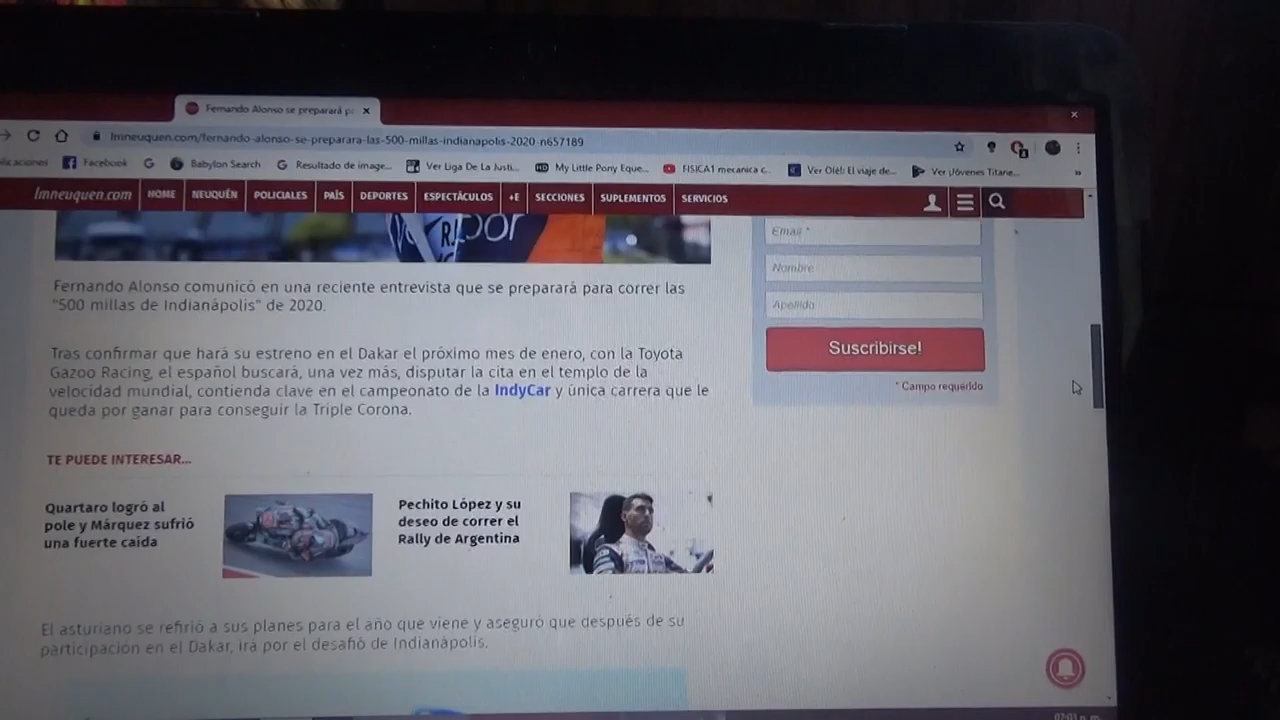 Fernando Alonso se preparará p
lmneuquen.com/fernando-alonso-se-preparara-las-500-millas-indianapolis-2020-n657189
licaciones Facebook Babylon Search Resultado de image... Ver Liga De La Justi... My Little Pony Eque... FISICA1 mecanica c... Ver Olé!: El viaje de... Ver Jóvenes Titane... »
lmneuquen.com HOME NEUQUÉN POLICIALES PAÍS DEPORTES ESPECTÁCULOS +E SECCIONES SUPLEMENTOS SERVICIOS
Email *
Nombre
Apellido
Suscribirse!
* Campo requerido
Fernando Alonso comunicó en una reciente entrevista que se preparará para correr las
"500 millas de Indianápolis" de 2020.
Tras confirmar que hará su estreno en el Dakar el próximo mes de enero, con la Toyota
Gazoo Racing, el español buscará, una vez más, disputar la cita en el templo de la
velocidad mundial, contienda clave en el campeonato de la IndyCar y única carrera que le
queda por ganar para conseguir la Triple Corona.
TE PUEDE INTERESAR...
Quartaro logró al
pole y Márquez sufrió
una fuerte caída
Pechito López y su
deseo de correr el
Rally de Argentina
El asturiano se refirió a sus planes para el año que viene y aseguró que después de su
participación en el Dakar, irá por el desafió de Indianápolis.